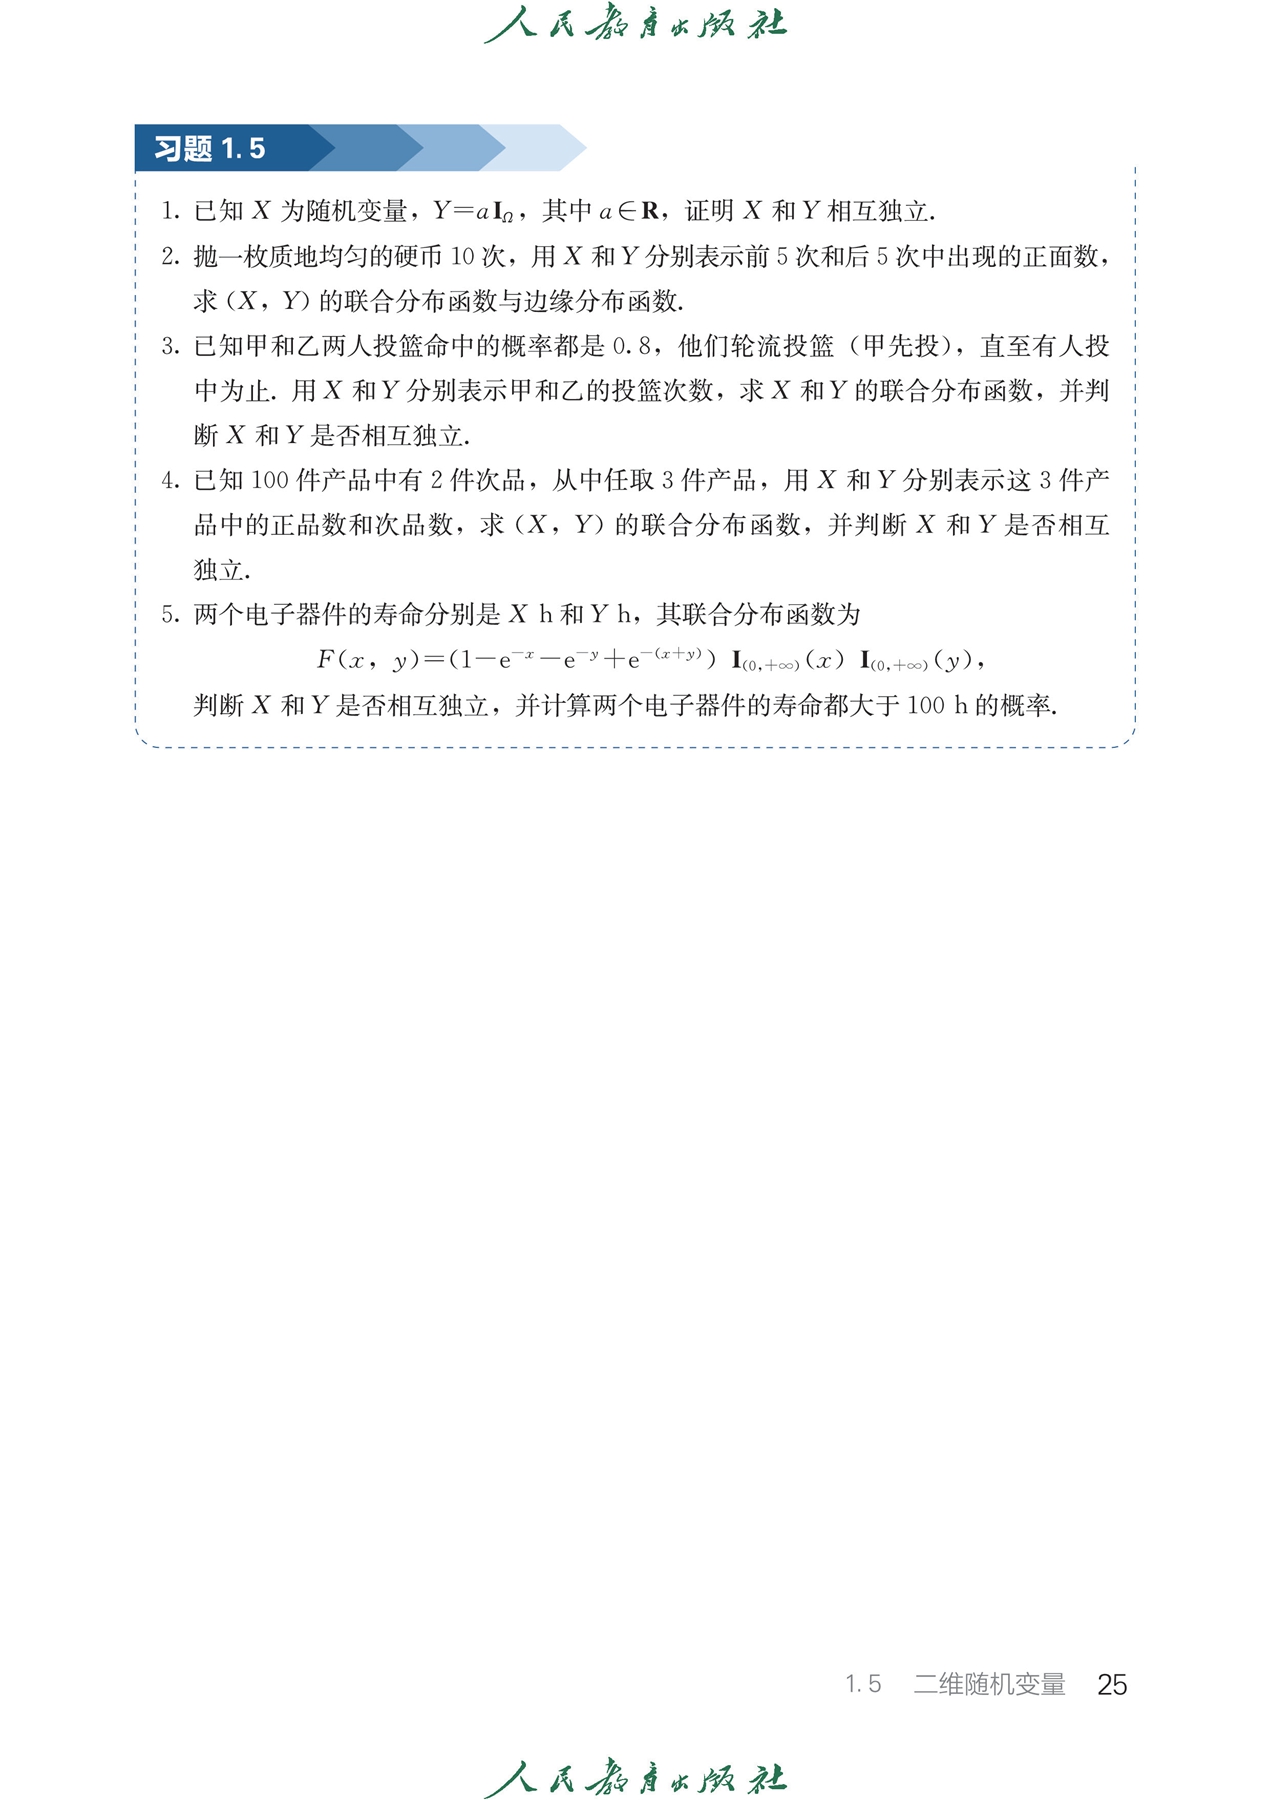 人民教育出版社
习题 1.5
1. 已知 X 为随机变量，Y=aI_Ω，其中 a∈R，证明 X 和 Y 相互独立.
2. 抛一枚质地均匀的硬币 10 次，用 X 和 Y 分别表示前 5 次和后 5 次中出现的正面数，
求 (X，Y) 的联合分布函数与边缘分布函数.
3. 已知甲和乙两人投篮命中的概率都是 0.8，他们轮流投篮（甲先投），直至有人投
中为止. 用 X 和 Y 分别表示甲和乙的投篮次数，求 X 和 Y 的联合分布函数，并判
断 X 和 Y 是否相互独立.
4. 已知 100 件产品中有 2 件次品，从中任取 3 件产品，用 X 和 Y 分别表示这 3 件产
品中的正品数和次品数，求 (X，Y) 的联合分布函数，并判断 X 和 Y 是否相互
独立.
5. 两个电子器件的寿命分别是 X h 和 Y h，其联合分布函数为
F(x，y)=(1−e^{−x}−e^{−y}+e^{−(x+y)}) I_{(0,+∞)}(x) I_{(0,+∞)}(y)，
判断 X 和 Y 是否相互独立，并计算两个电子器件的寿命都大于 100 h 的概率.
1.5 二维随机变量 25
人民教育出版社